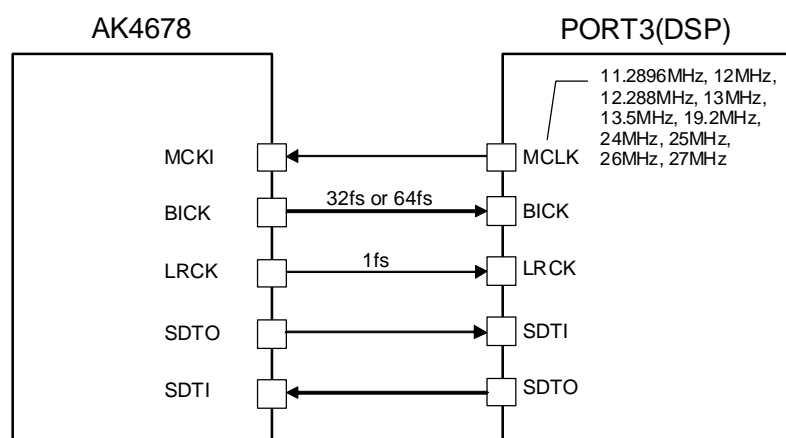 AK4678
PORT3(DSP)
11.2896MHz, 12MHz,
12.288MHz, 13MHz,
13.5MHz, 19.2MHz,
24MHz, 25MHz,
26MHz, 27MHz
MCKI
MCLK
BICK
32fs or 64fs
BICK
LRCK
1fs
LRCK
SDTO
SDTI
SDTI
SDTO